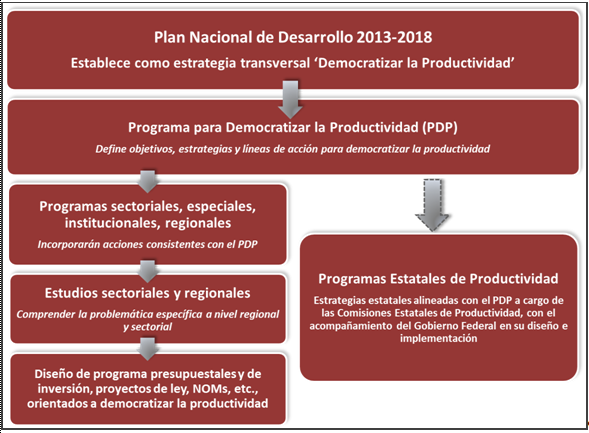 Plan Nacional de Desarrollo 2013-2018
Establece como estrategia transversal ‘Democratizar la Productividad’
Programa para Democratizar la Productividad (PDP)
Define objetivos, estrategias y líneas de acción para democratizar la productividad
Programas sectoriales, especiales,
institucionales, regionales
Incorporarán acciones consistentes con el PDP
Estudios sectoriales y regionales
Comprender la problemática específica a nivel regional
y sectorial
Diseño de programa presupuestales y de
inversión, proyectos de ley, NOMs, etc.,
orientados a democratizar la productividad
Programas Estatales de Productividad
Estrategias estatales alineadas con el PDP a cargo de
las Comisiones Estatales de Productividad, con el
acompañamiento del Gobierno Federal en su diseño e
implementación